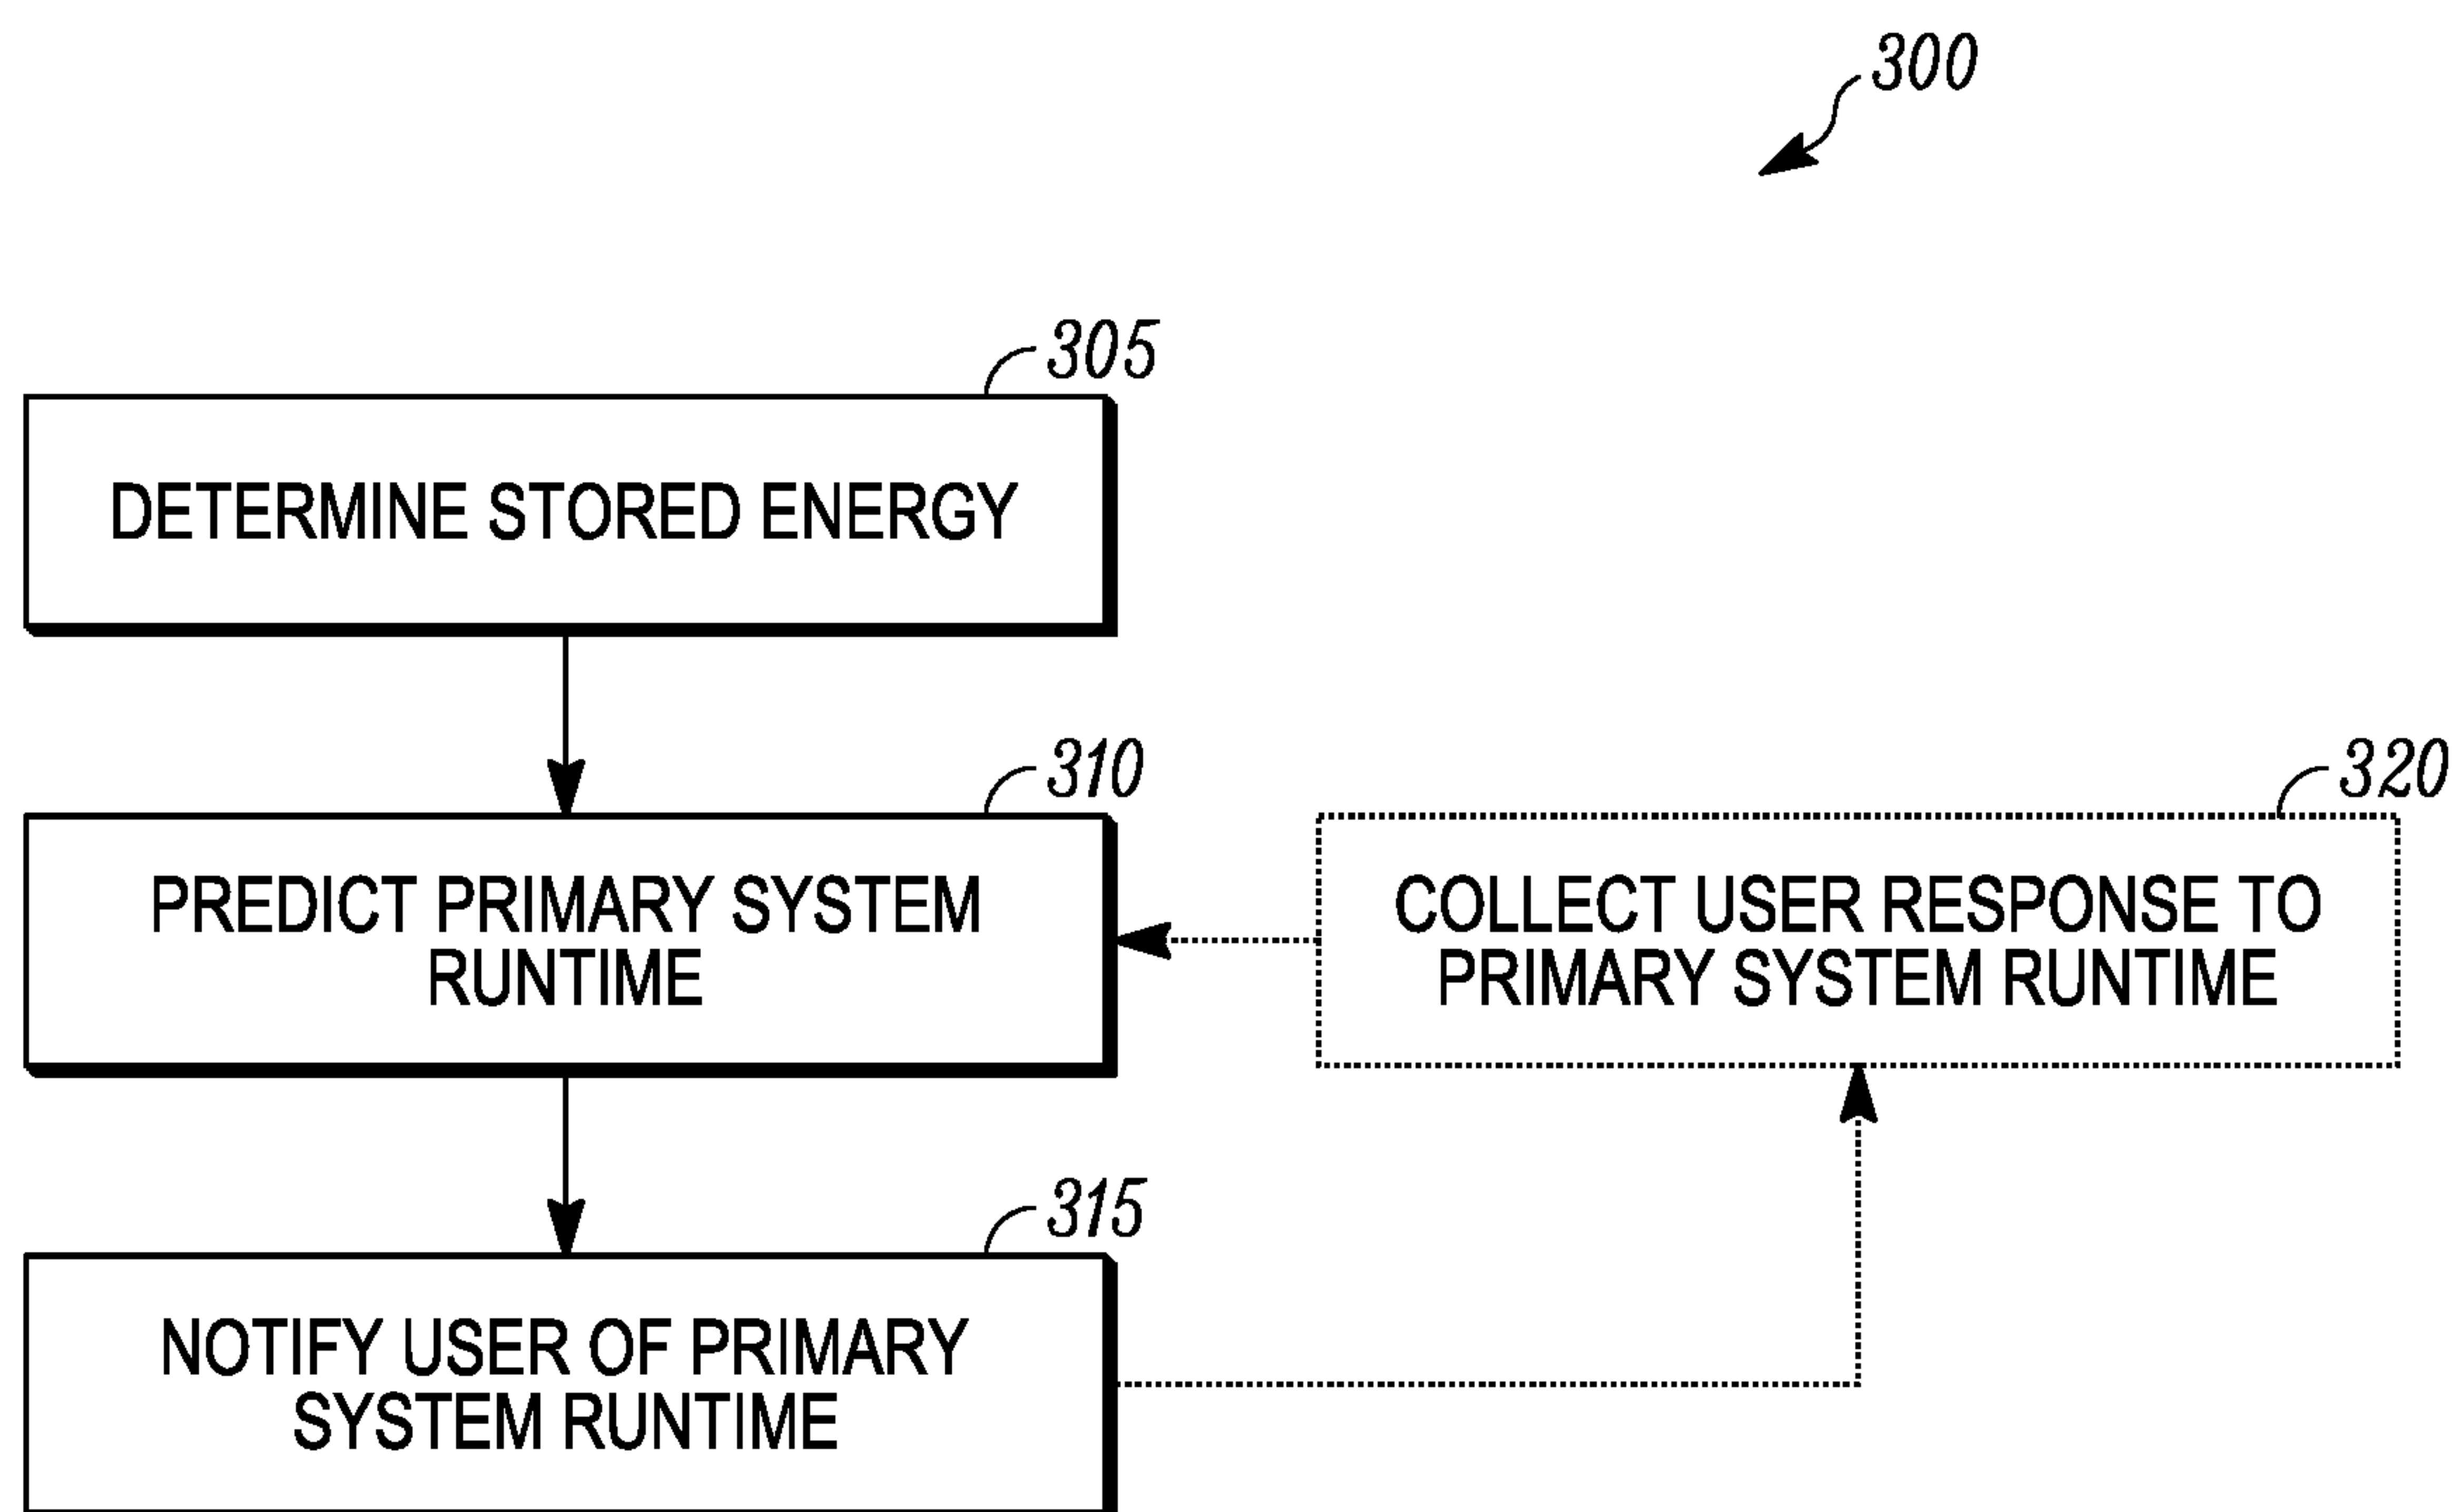 300
305
DETERMINE STORED ENERGY
310
PREDICT PRIMARY SYSTEM
RUNTIME
320
COLLECT USER RESPONSE TO
PRIMARY SYSTEM RUNTIME
315
NOTIFY USER OF PRIMARY
SYSTEM RUNTIME